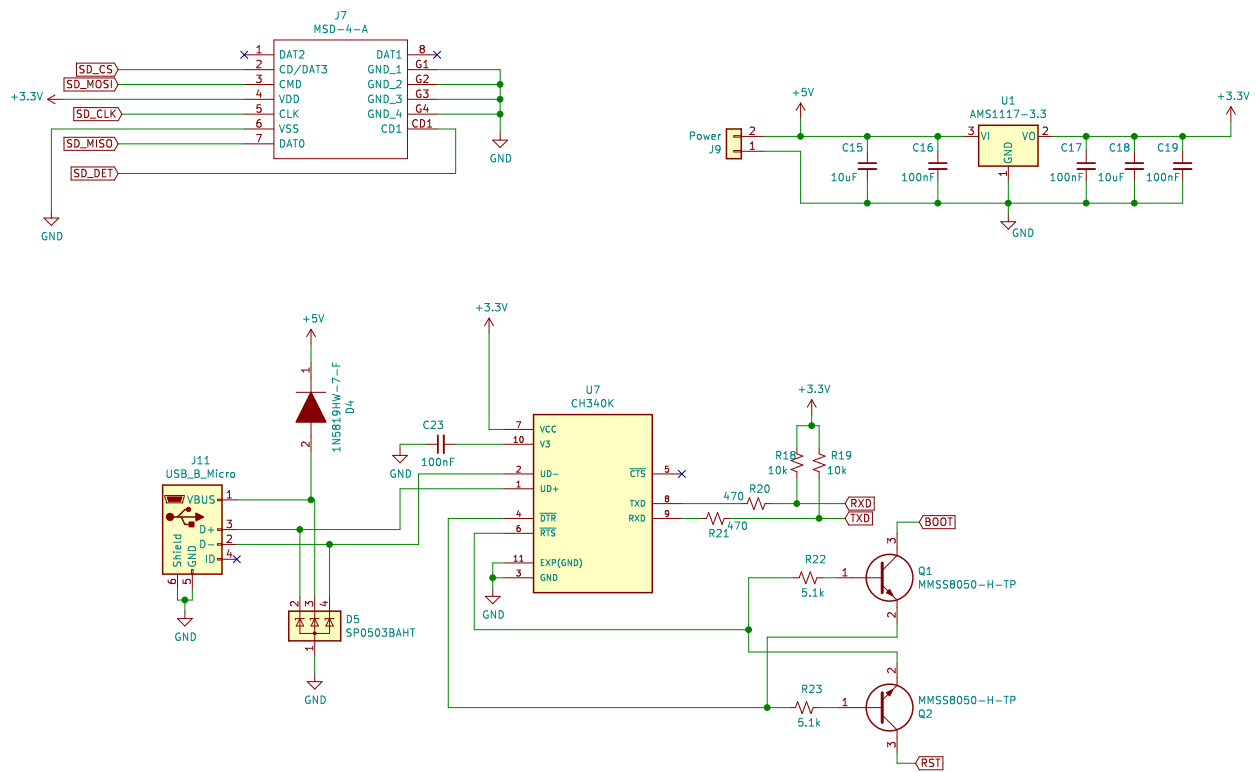 J7
MSD-4-A
1 DAT2 DAT1 8
SD_CS 2 CD/DAT3 GND_1 G1
SD_MOSI 3 CMD GND_2 G2
+3.3V 4 VDD GND_3 G3
SD_CLK 5 CLK GND_4 G4
6 VSS CD1 CD1
SD_MISO 7 DAT0
GND
SD_DET
GND
+5V
U1
AMS1117-3.3
+3.3V
Power 2
J9 1
3 VI VO 2
GND
1
C15
10uF
C16
100nF
C17
100nF
C18
10uF
C19
100nF
GND
+5V
1
1N5819HW-7-F
D4
2
J11
USB_B_Micro
VBUS 1
D+ 3
D- 2
ID 4
Shield
GND
6 5
GND
2 3 4
D5
SP0503BAHT
1
GND
+3.3V
C23
100nF
GND
U7
CH340K
7 VCC
10 V3
2 UD-
1 UD+
4 DTR
6 RTS
11 EXP(GND)
3 GND
CTS 5
TXD 8
RXD 9
GND
+3.3V
R18
10k
R19
10k
470 R20
R21 470
RXD
TXD
BOOT
3
R22
5.1k
1
Q1
MMSS8050-H-TP
2
R23
5.1k
1
2
MMSS8050-H-TP
Q2
3
RST